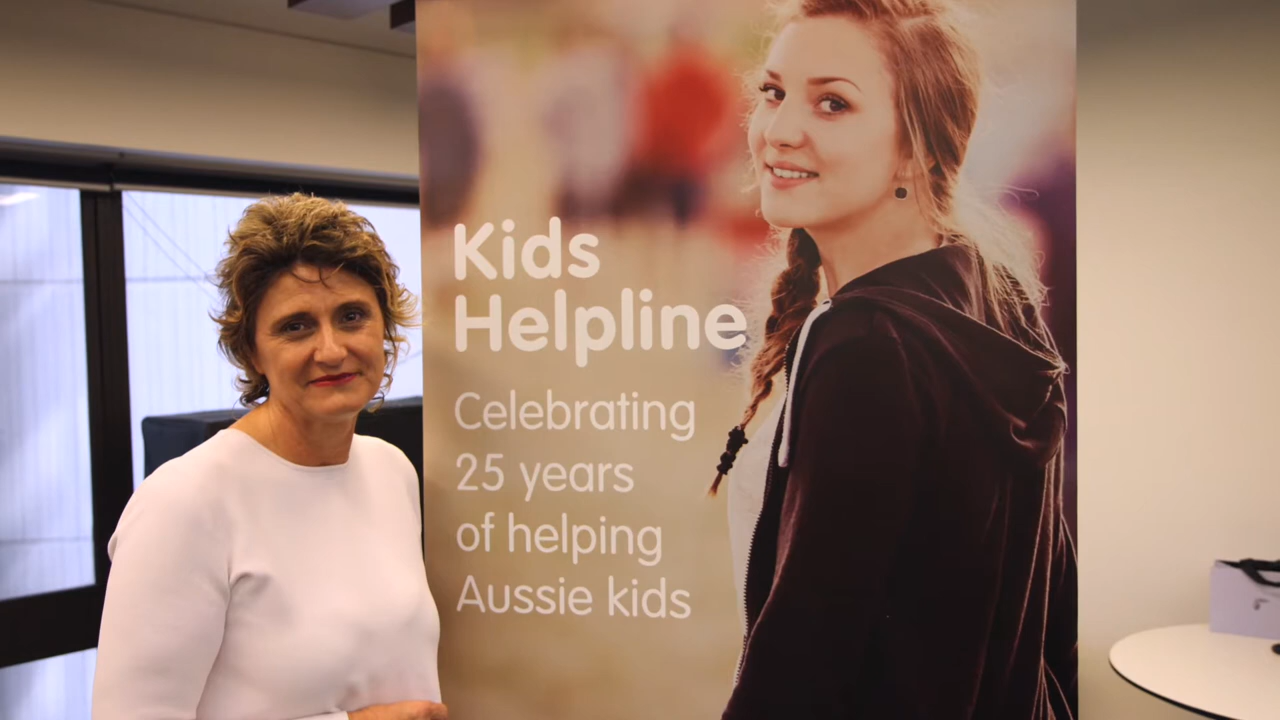 Kids
Helpline
Celebrating
25 years
of helping
Aussie kids